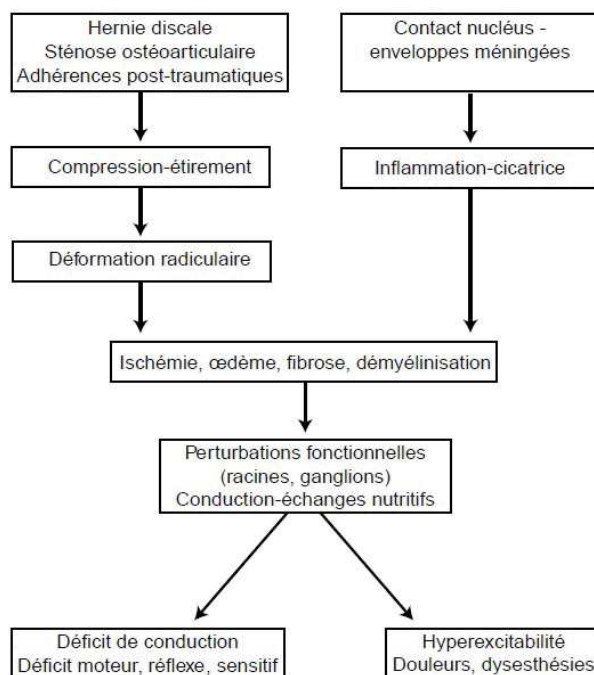 Hernie discale
Sténose ostéoarticulaire
Adhérences post-traumatiques
Contact nucléus -
enveloppes méningées
Compression-étirement
Inflammation-cicatrice
Déformation radiculaire
Ischémie, œdème, fibrose, démyélinisation
Perturbations fonctionnelles
(racines, ganglions)
Conduction-échanges nutritifs
Déficit de conduction
Déficit moteur, réflexe, sensitif
Hyperexcitabilité
Douleurs, dysesthésies